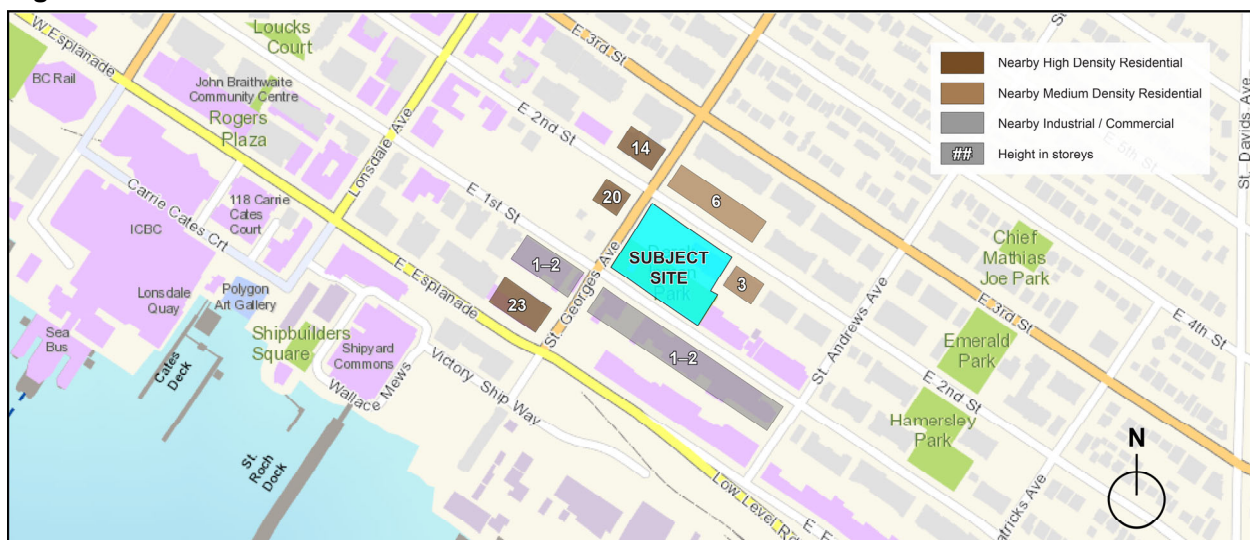 W Esplanade
Loucks
Court
BC Rail
John Braithwaite
Community Centre
Rogers
Plaza
Lonsdale Ave
E 3rd St
E 2nd St
E 1st St
Nearby High Density Residential
Nearby Medium Density Residential
Nearby Industrial / Commercial
## Height in storeys
E 5th St
St. Davids Ave
14
20
6
SUBJECT
SITE
Park
3
1–2
23
1–2
St. Georges Ave
Carrie Cates Crt
118 Carrie
Cates
Court
ICBC
Lonsdale
Quay
Polygon
Art Gallery
E Esplanade
Shipbuilders
Square
Shipyard
Commons
Sea
Bus
Cates
Deck
Wallace Mews
Victory Ship Way
St.
Roch
Dock
St. Andrews Ave
Chief
Mathias
Joe Park
E 3rd St
E 4th St
Emerald
Park
E 2nd St
Hamersley
Park
Low Level Rd
N